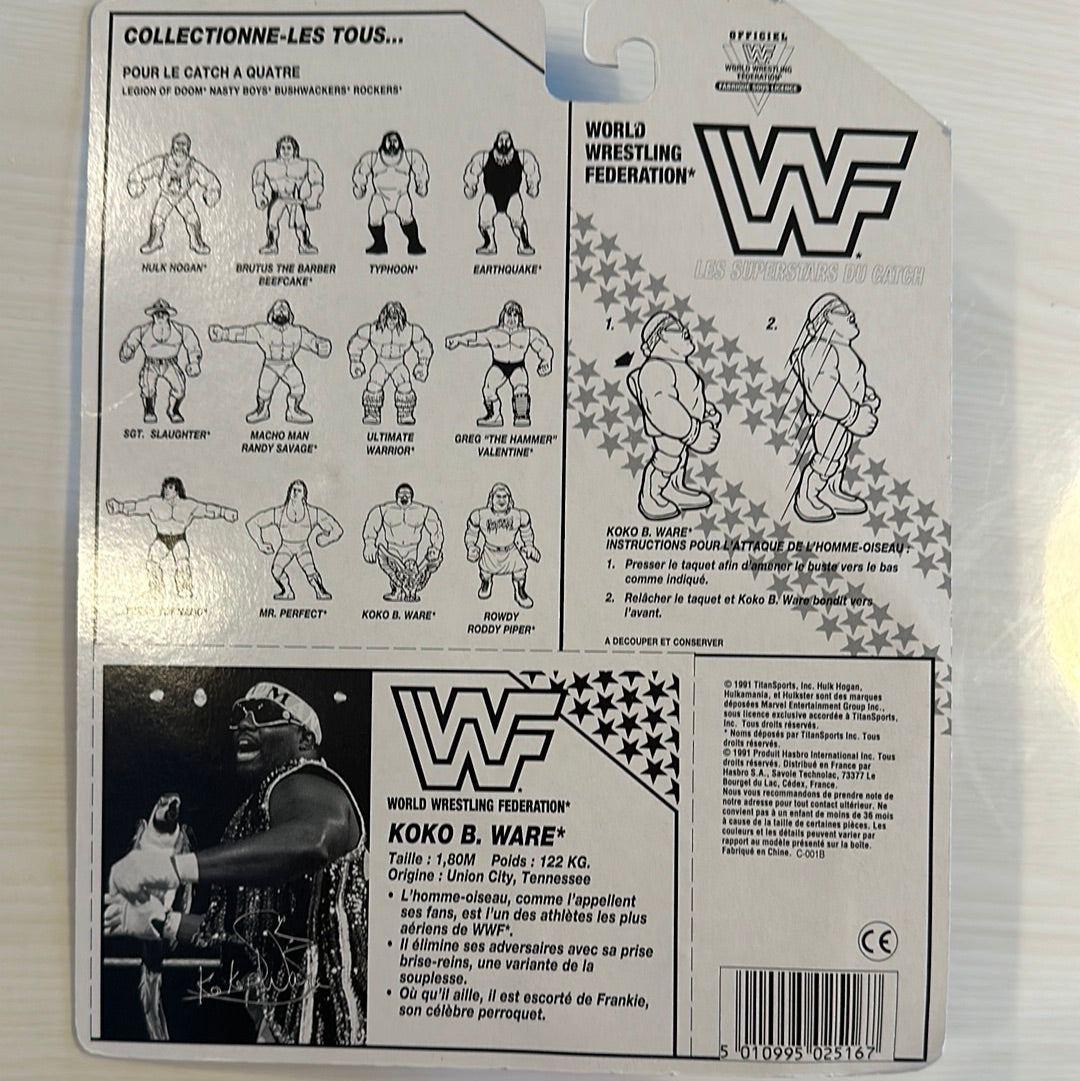 COLLECTIONNE-LES TOUS...
POUR LE CATCH A QUATRE
LEGION OF DOOM* NASTY BOYS* BUSHWACKERS* ROCKERS*
HULK HOGAN*
BRUTUS THE BARBER
BEEFCAKE*
TYPHOON*
EARTHQUAKE*
SGT. SLAUGHTER*
MACHO MAN
RANDY SAVAGE*
ULTIMATE
WARRIOR*
GREG "THE HAMMER"
VALENTINE*
MR. PERFECT*
KOKO B. WARE*
ROWDY
RODDY PIPER*
OFFICIEL
WF
WORLD WRESTLING
FEDERATION*
FABRIQUE SOUS LICENCE
WORLD
WRESTLING
FEDERATION*
WF
LES SUPERSTARS DU CATCH
1.
2.
KOKO B. WARE*
INSTRUCTIONS POUR L'ATTAQUE DE L'HOMME-OISEAU :
1. Presser le taquet afin d'amener le buste vers le bas
comme indiqué.
2. Relâcher le taquet et Koko B. Ware bondit vers
l'avant.
A DECOUPER ET CONSERVER
WF
WORLD WRESTLING FEDERATION*
KOKO B. WARE*
Taille : 1,80M Poids : 122 KG.
Origine : Union City, Tennessee
• L'homme-oiseau, comme l'appellent
ses fans, est l'un des athlètes les plus
aériens de WWF*.
• Il élimine ses adversaires avec sa prise
brise-reins, une variante de la
souplesse.
• Où qu'il aille, il est escorté de Frankie,
son célèbre perroquet.
© 1991 TitanSports, Inc. Hulk Hogan,
Hulkamania, et Hulkster sont des marques
déposées Marvel Entertainment Group Inc.,
sous licence exclusive accordée à TitanSports,
Inc. Tous droits réservés.
* Noms déposés par TitanSports Inc. Tous
droits réservés.
© 1991 Produit Hasbro International Inc. Tous
droits réservés. Distribué en France par
Hasbro S.A., Savoie Technolac, 73377 Le
Bourget du Lac, Cédex, France.
Nous vous recommandons de prendre note de
notre adresse pour tout contact ultérieur. Ne
convient pas à un enfant de moins de 36 mois
à cause de la taille de certaines pièces. Les
couleurs et les détails peuvent varier par
rapport au modèle présenté sur la boîte.
Fabriqué en Chine. C-001B
CE
5 010995 025167